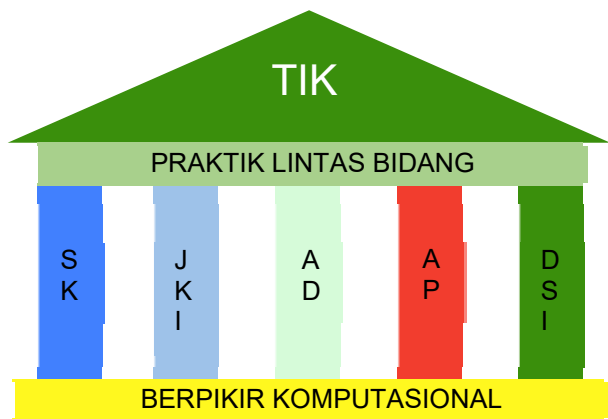 TIK
PRAKTIK LINTAS BIDANG
S
K
J
K
I
A
D
A
P
D
S
I
BERPIKIR KOMPUTASIONAL